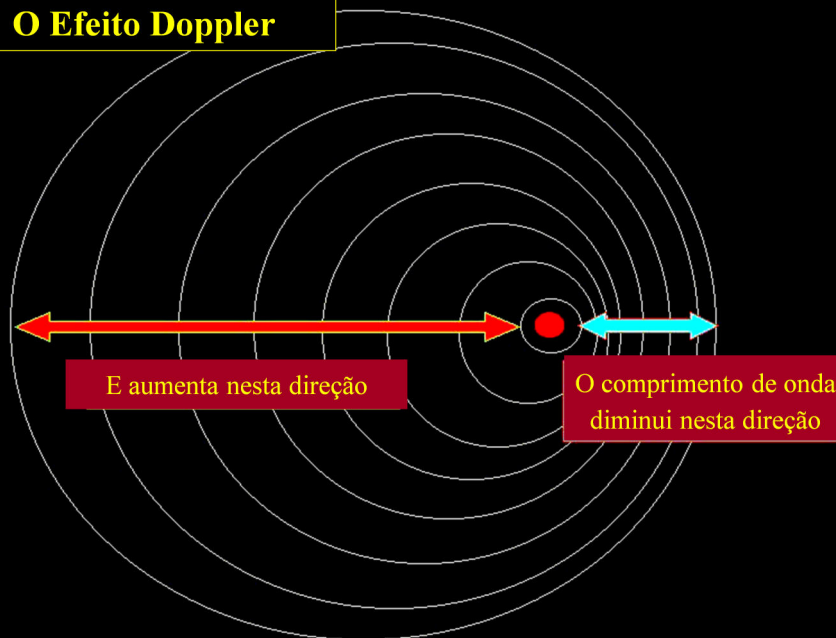 O Efeito Doppler
E aumenta nesta direção
O comprimento de onda
diminui nesta direção